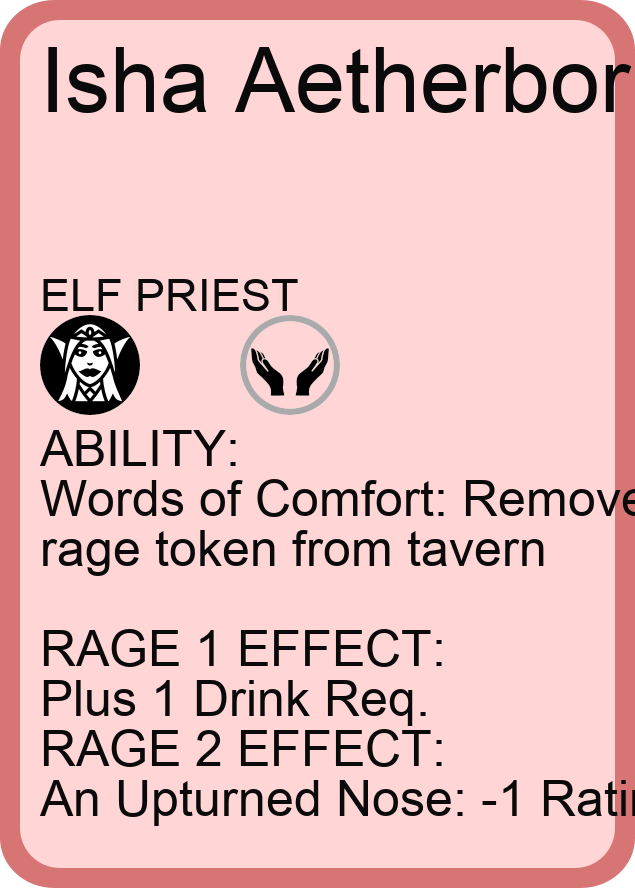 Isha Aetherbor
ELF PRIEST
ABILITY:
Words of Comfort: Remove
rage token from tavern
RAGE 1 EFFECT:
Plus 1 Drink Req.
RAGE 2 EFFECT:
An Upturned Nose: -1 Rati